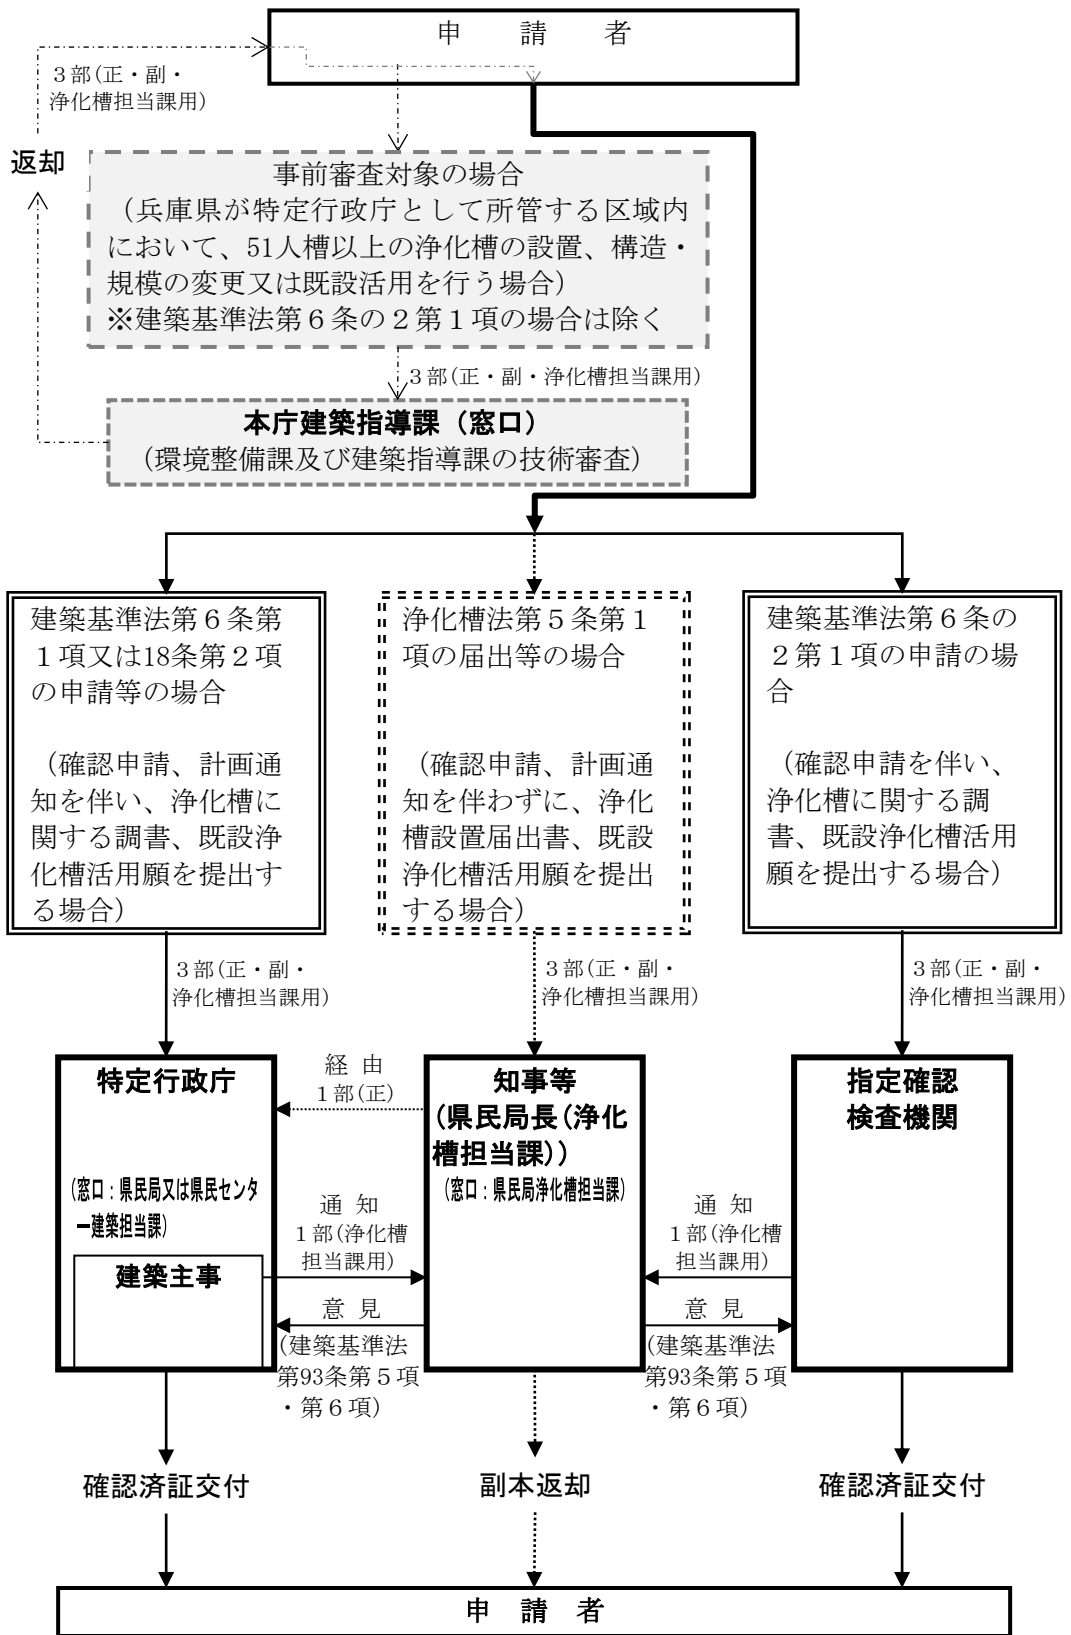 申　請　者
３部(正・副・
浄化槽担当課用)
返却
事前審査対象の場合
（兵庫県が特定行政庁として所管する区域内
において、51人槽以上の浄化槽の設置、構造・
規模の変更又は既設活用を行う場合）
※建築基準法第６条の２第１項の場合は除く
３部(正・副・浄化槽担当課用)
本庁建築指導課（窓口）
（環境整備課及び建築指導課の技術審査）
建築基準法第６条第
１項又は18条第２項
の申請等の場合
（確認申請、計画通
知を伴い、浄化槽に
関する調書、既設浄
化槽活用願を提出す
る場合）
浄化槽法第５条第１
項の届出等の場合
（確認申請、計画通
知を伴わずに、浄化
槽設置届出書、既設
浄化槽活用願を提出
する場合）
建築基準法第６条の
２第１項の申請の場
合
（確認申請を伴い、
浄化槽に関する調
書、既設浄化槽活用
願を提出する場合）
３部(正・副・
浄化槽担当課用)
３部(正・副・
浄化槽担当課用)
３部(正・副・
浄化槽担当課用)
特定行政庁
（窓口：県民局又は県民センタ
ー建築担当課）
建築主事
経 由
１部(正)
通 知
１部(浄化槽
担当課用)
意 見
(建築基準法
第93条第５項
・第６項)
知事等
(県民局長(浄化
槽担当課))
（窓口：県民局浄化槽担当課）
通 知
１部(浄化槽
担当課用)
意 見
(建築基準法
第93条第５項
・第６項)
指定確認
検査機関
確認済証交付
副本返却
確認済証交付
申　請　者